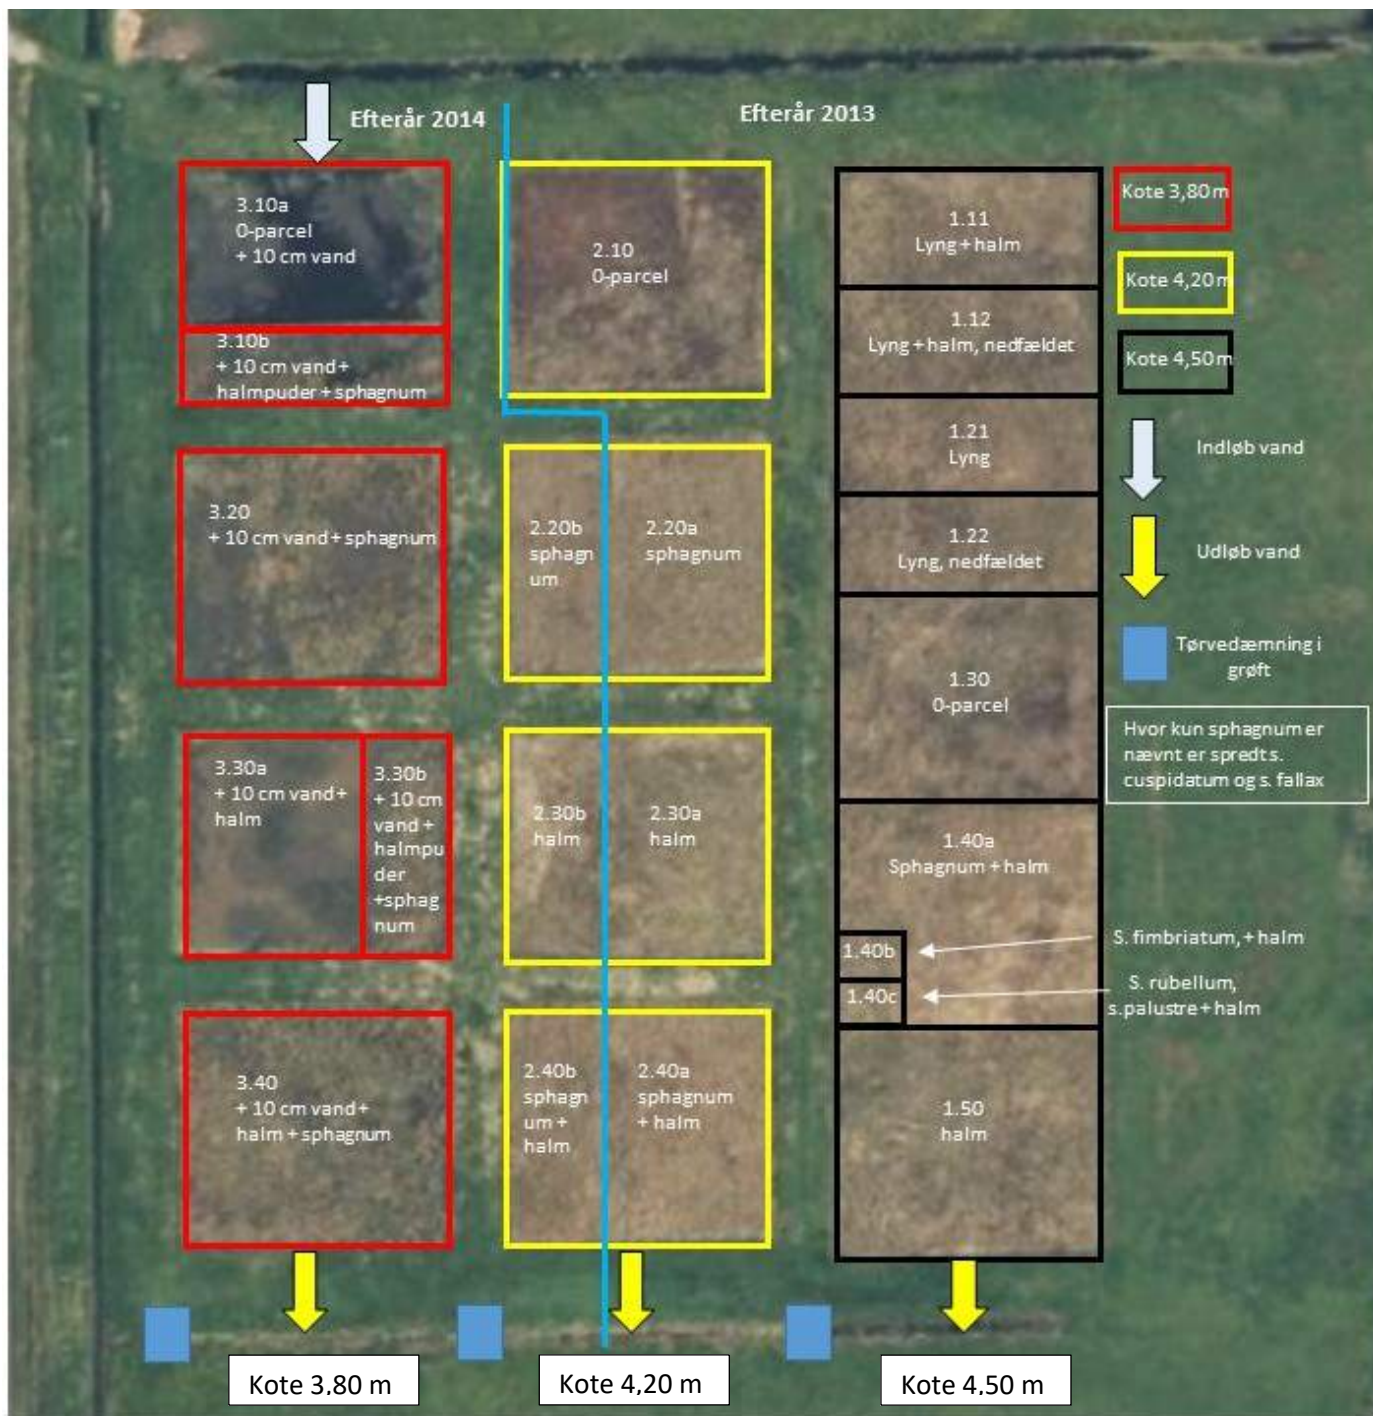 Efterår 2014
Efterår 2013
3.10a
0-parcel
+ 10 cm vand
3.10b
+ 10 cm vand +
halmpuder + sphagnum
3.20
+ 10 cm vand + sphagnum
3.30a
+ 10 cm vand +
halm
3.30b
+ 10 cm
vand +
halmpu
der
+sphag
num
3.40
+ 10 cm vand +
halm + sphagnum
2.10
0-parcel
2.20b
sphagn
um
2.20a
sphagnum
2.30b
halm
2.30a
halm
2.40b
sphagn
um +
halm
2.40a
sphagnum
+ halm
1.11
Lyng + halm
1.12
Lyng + halm, nedfældet
1.21
Lyng
1.22
Lyng, nedfældet
1.30
0-parcel
1.40a
Sphagnum + halm
1.40b
1.40c
1.50
halm
Kote 3,80 m
Kote 4,20 m
Kote 4,50 m
Indløb vand
Udløb vand
Tørvedæmning i
grøft
Hvor kun sphagnum er
nævnt er spredt s.
cuspidatum og s. fallax
S. fimbriatum, + halm
S. rubellum,
s.palustre + halm
Kote 3,80 m
Kote 4,20 m
Kote 4,50 m